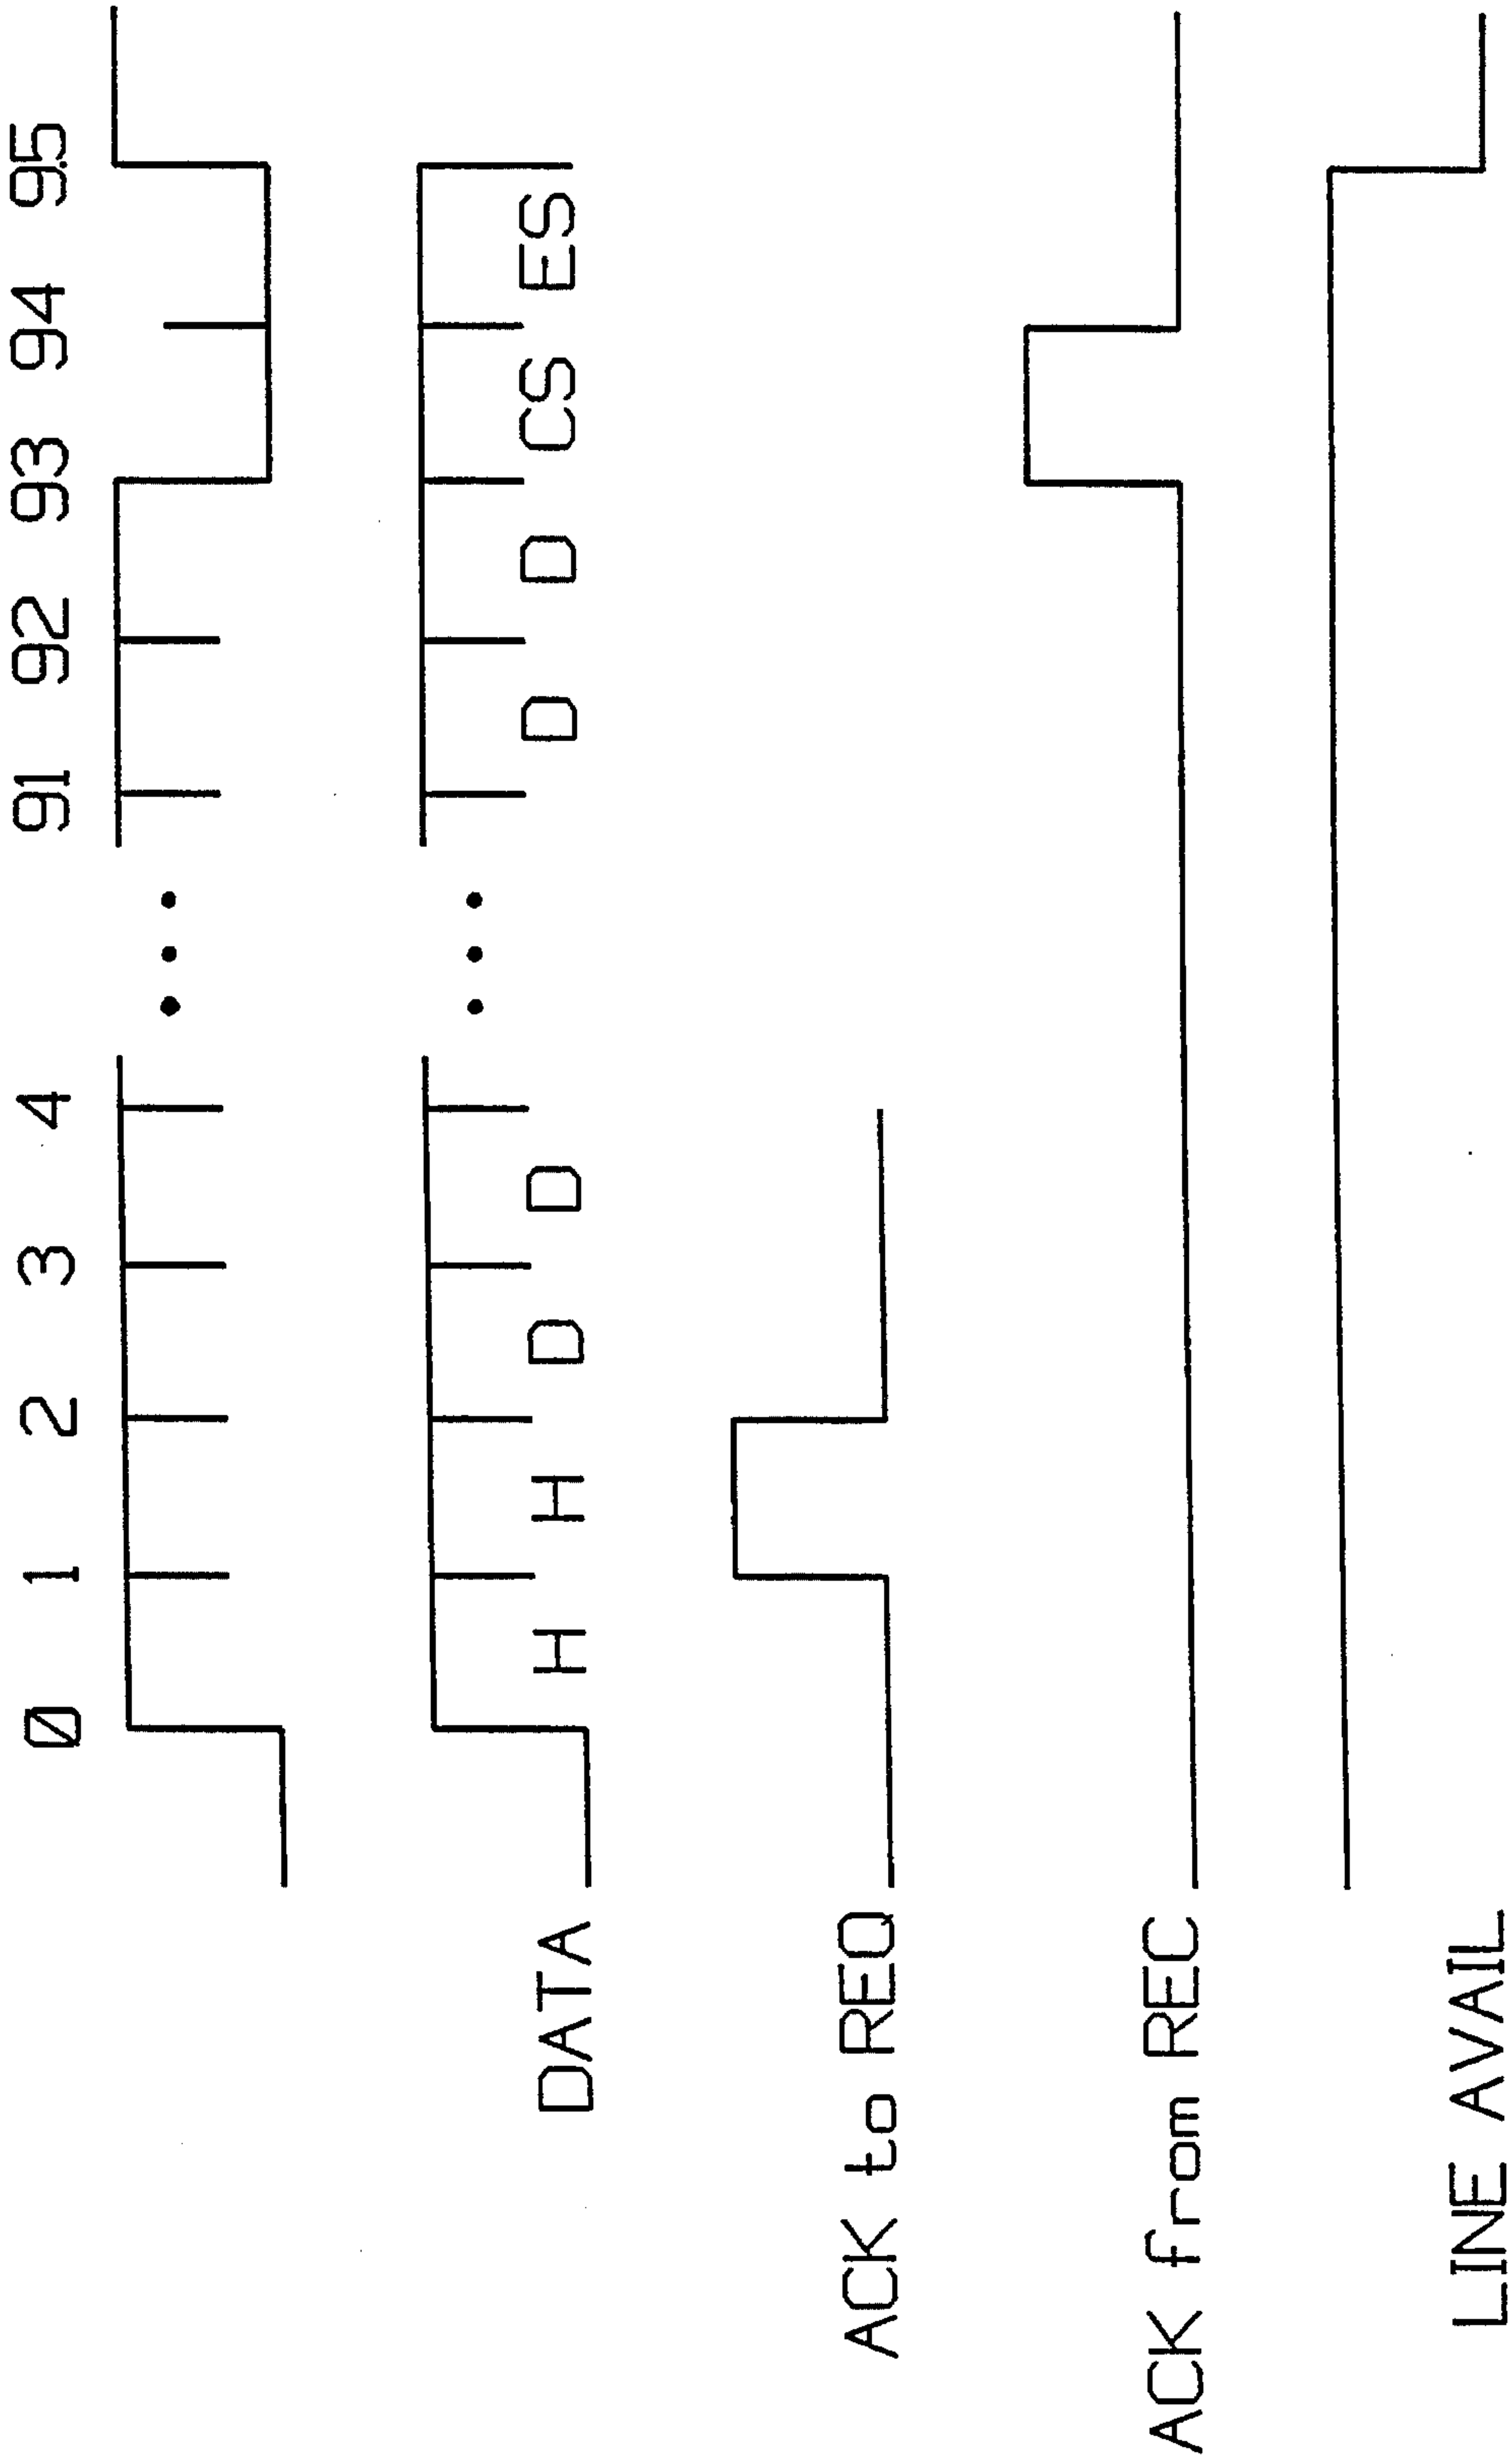 0 1 2 3 4 91 92 93 94 95
DATA H H D D D D CS ES
ACK to REQ
ACK from REC
LINE AVAIL